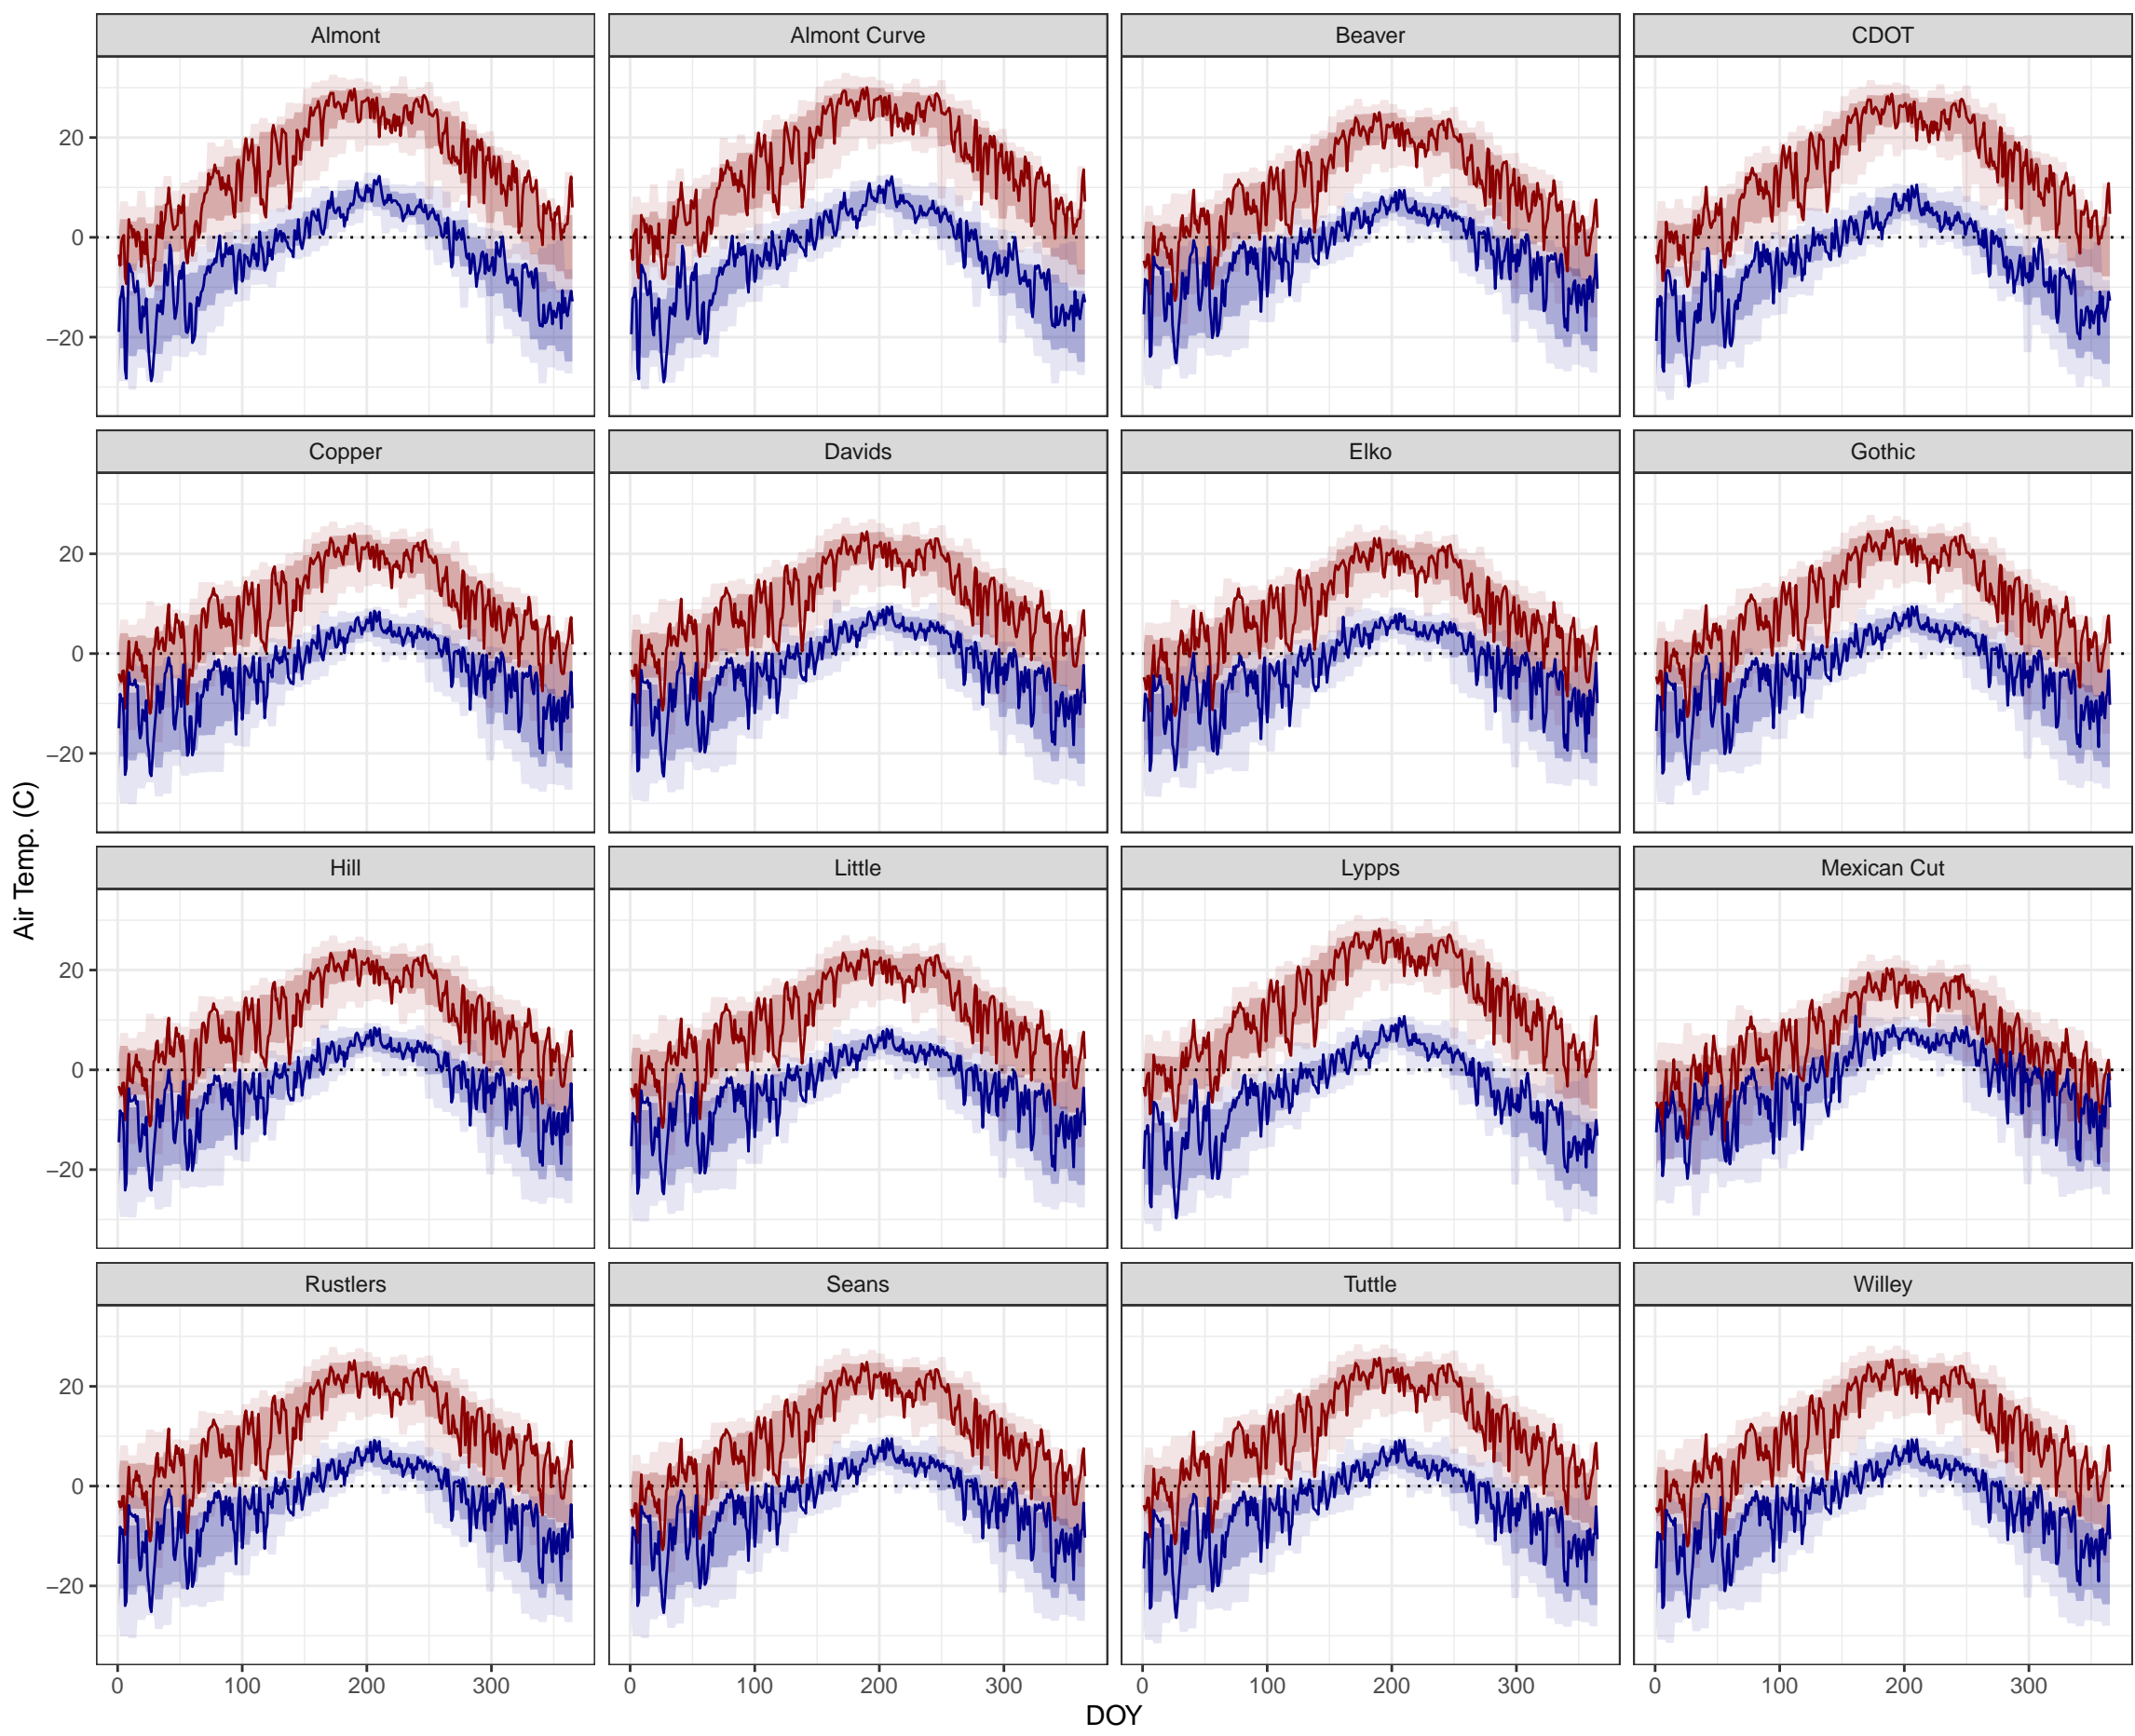 Almont Almont Curve Beaver CDOT
20
0
−20
Copper Davids Elko Gothic
20
0
−20
Air Temp. (C)
Hill Little Lypps Mexican Cut
20
0
−20
Rustlers Seans Tuttle Willey
20
0
−20
0 100 200 300 0 100 200 300 0 100 200 300 0 100 200 300
DOY